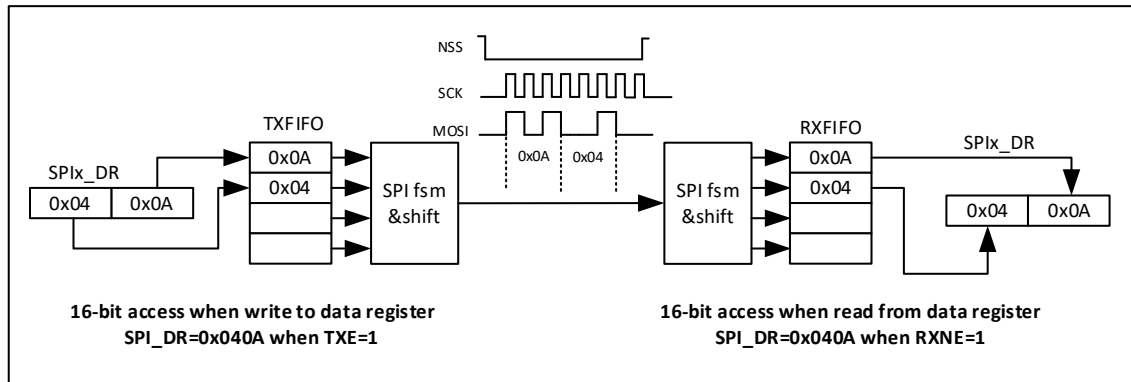 NSS
SCK
MOSI
0x0A 0x04
TXFIFO
0x0A
0x04
SPIx_DR
0x04 0x0A
SPI fsm
&shift
SPI fsm
&shift
RXFIFO
0x0A
0x04
SPIx_DR
0x04 0x0A
16-bit access when write to data register
SPI_DR=0x040A when TXE=1
16-bit access when read from data register
SPI_DR=0x040A when RXNE=1